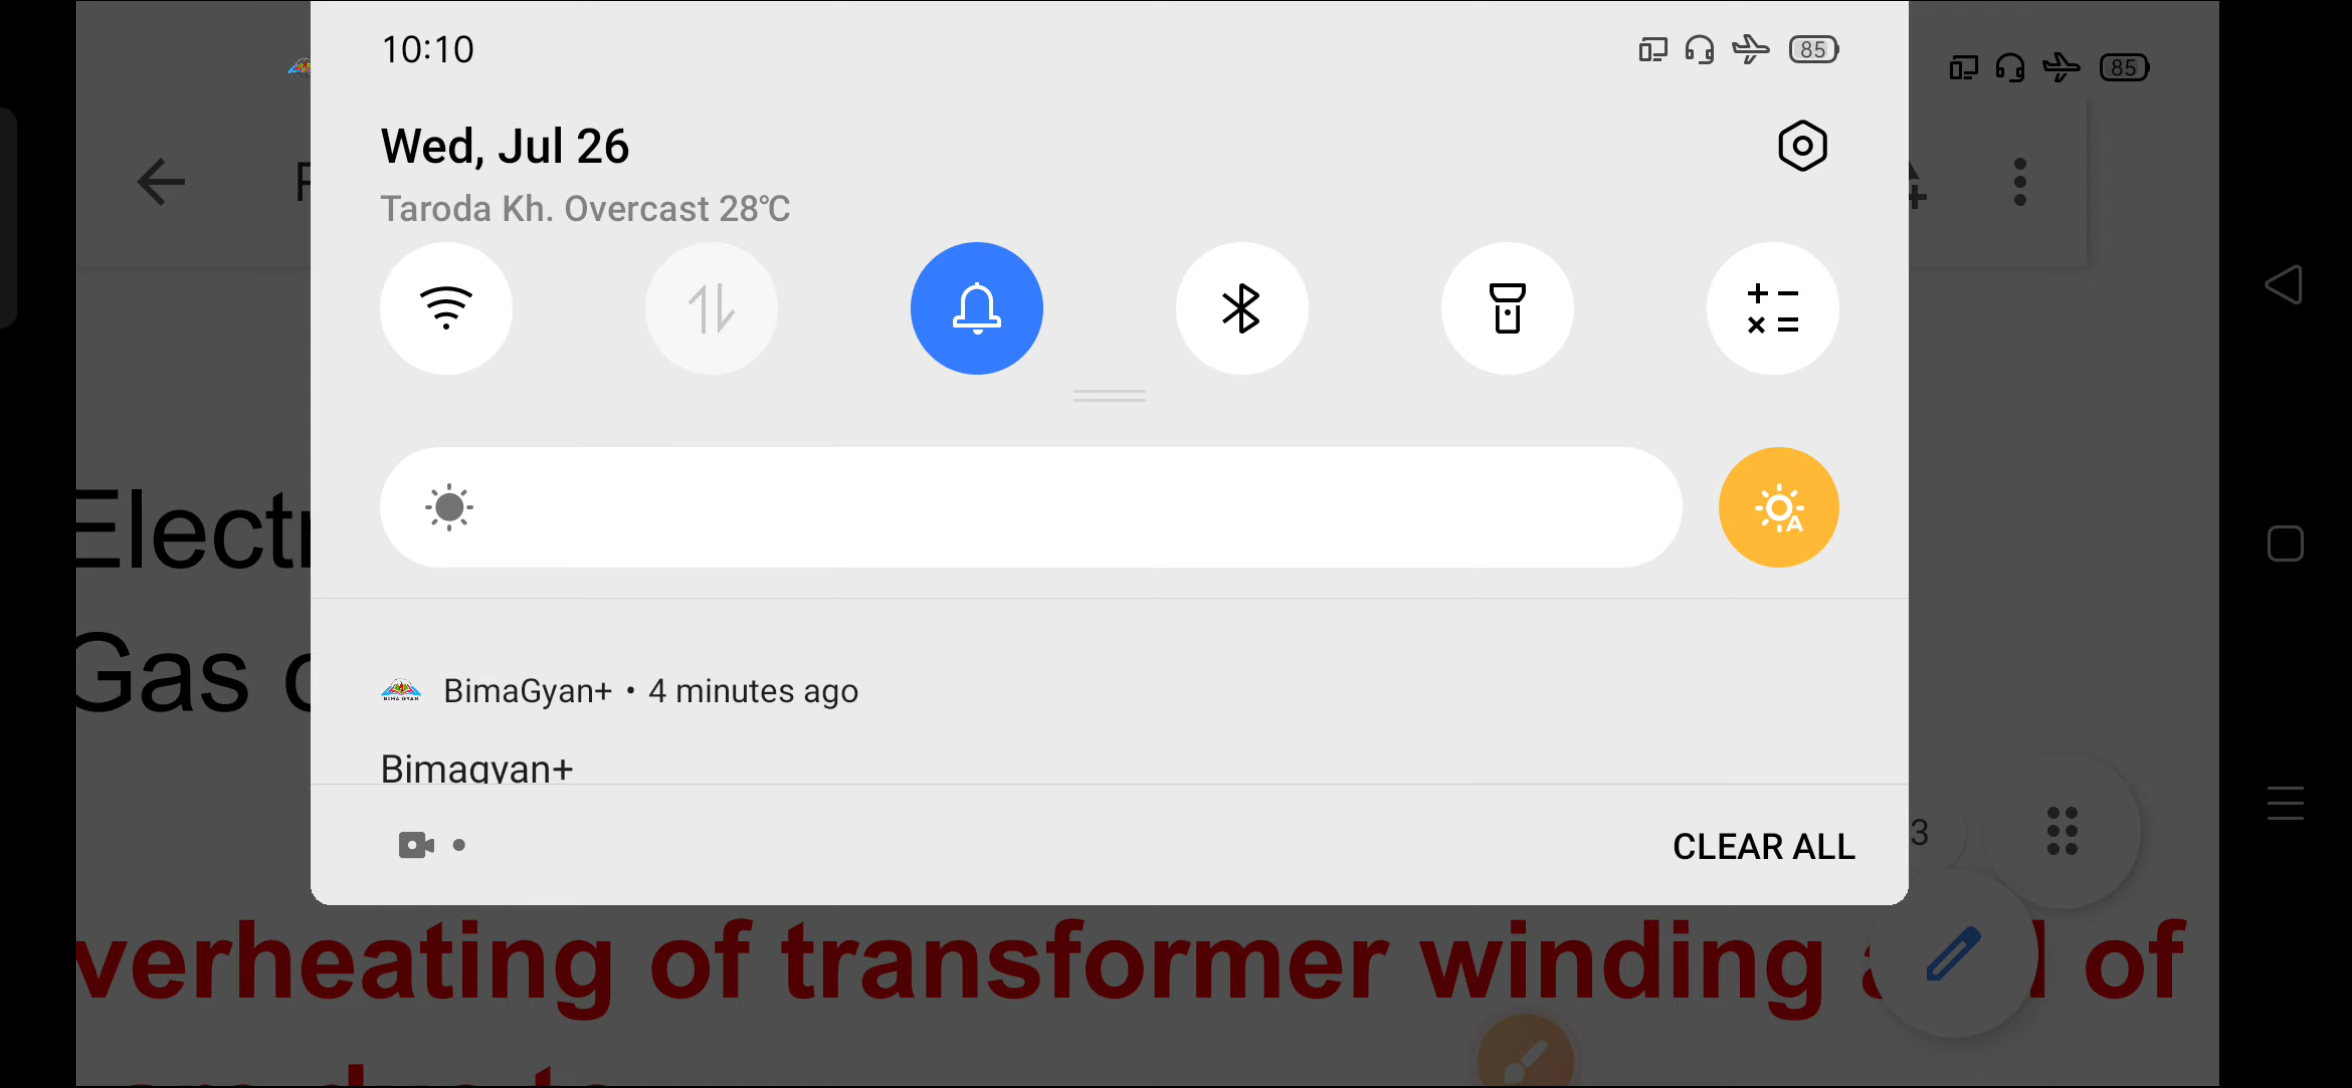 10:10
85
85
Wed, Jul 26
Taroda Kh. Overcast 28°C
Electr
Gas
BimaGyan+ • 4 minutes ago
Bimagyan+
3
CLEAR ALL
verheating of transformer winding of